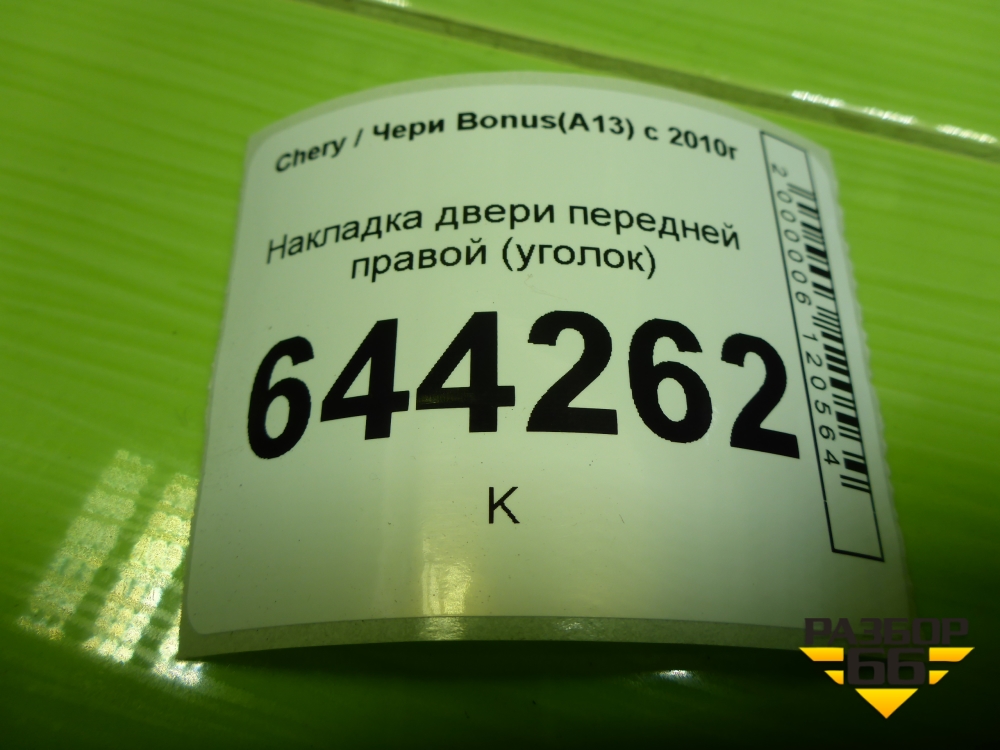 Chery / Чери Bonus(A13) с 2010г
Накладка двери передней
правой (уголок)
644262
К
2000006120564
РАЗБОР
66